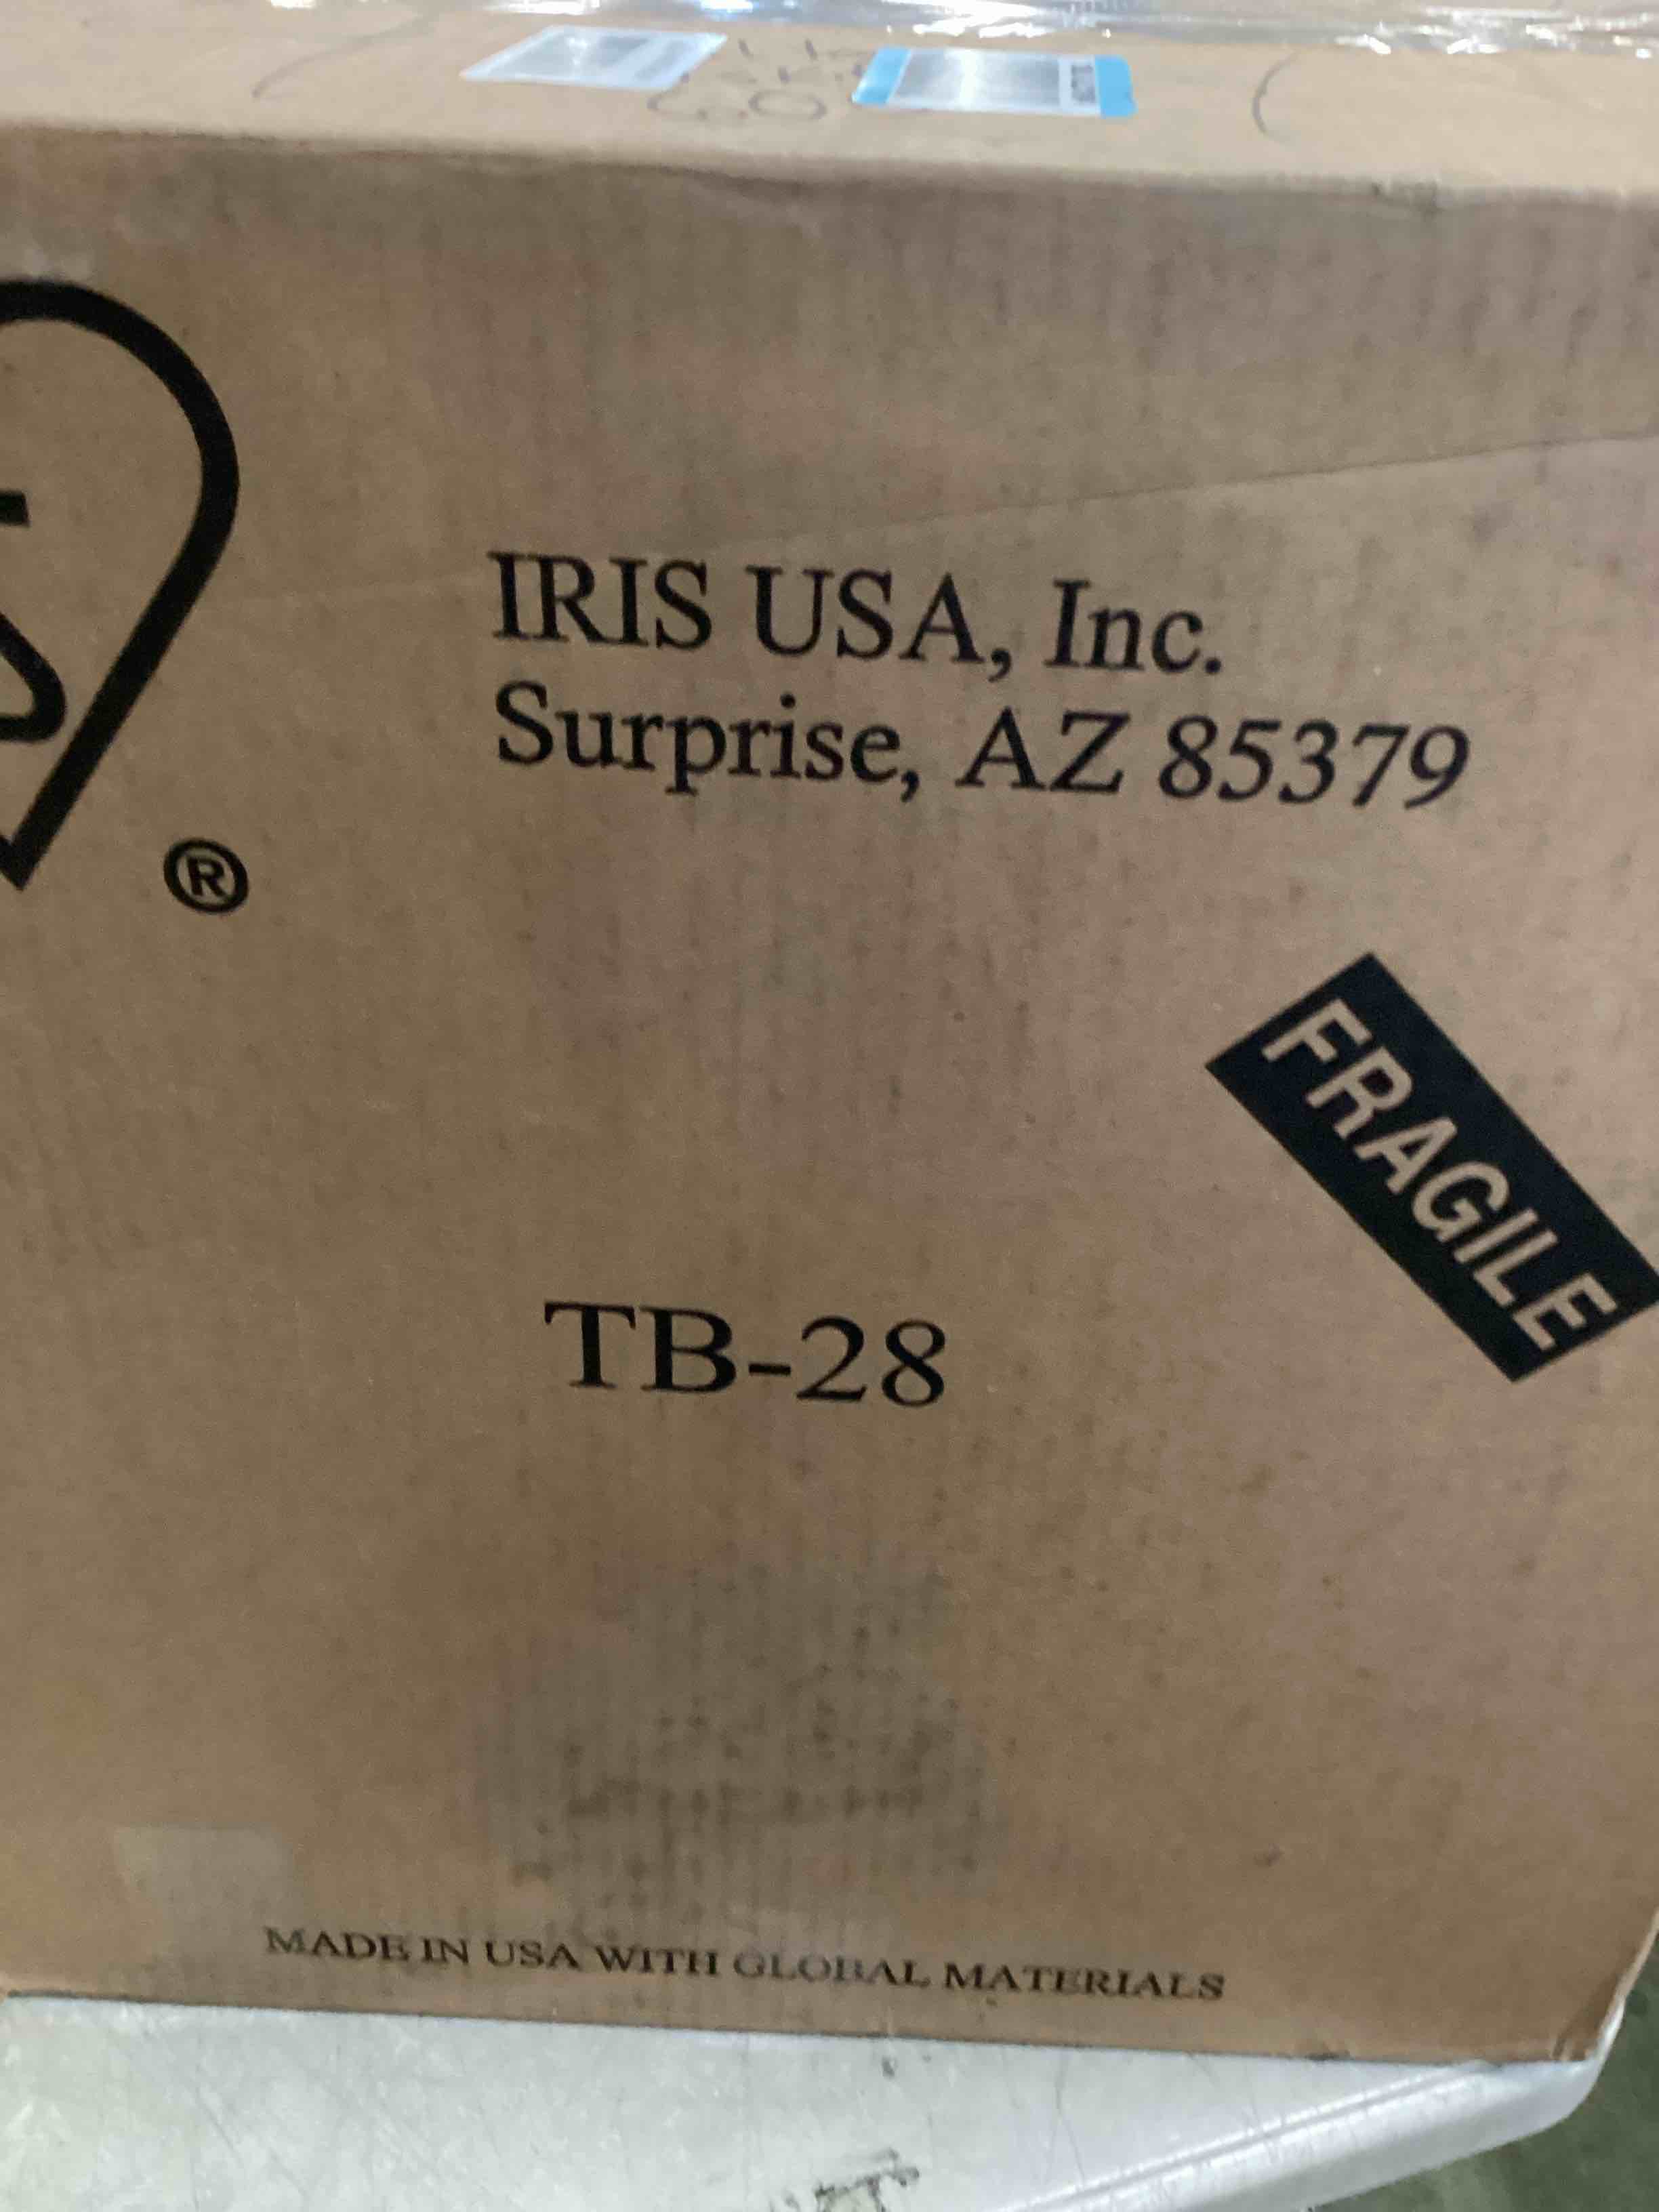 IRIS USA, Inc.
Surprise, AZ 85379
®
FRAGILE
TB-28
MADE IN USA WITH GLOBAL MATERIALS